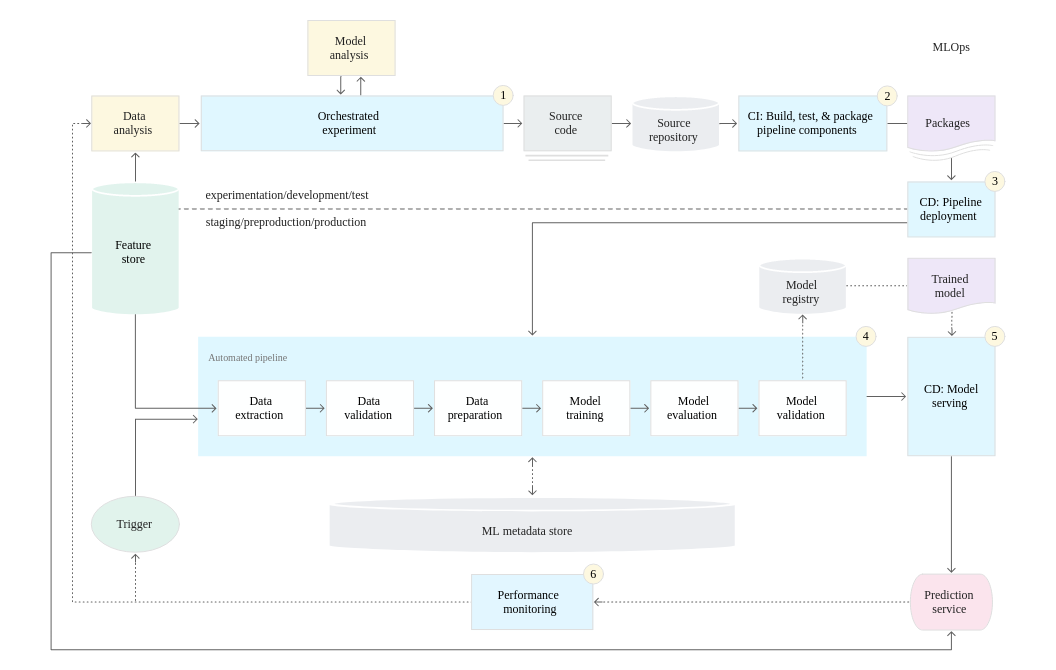 Model
analysis
MLOps
1
2
Data
analysis
Orchestrated
experiment
Source
code
Source
repository
CI: Build, test, & package
pipeline components
Packages
3
experimentation/development/test
staging/preproduction/production
CD: Pipeline
deployment
Feature
store
Model
registry
Trained
model
4
5
Automated pipeline
Data
extraction
Data
validation
Data
preparation
Model
training
Model
evaluation
Model
validation
CD: Model
serving
Trigger
ML metadata store
6
Performance
monitoring
Prediction
service